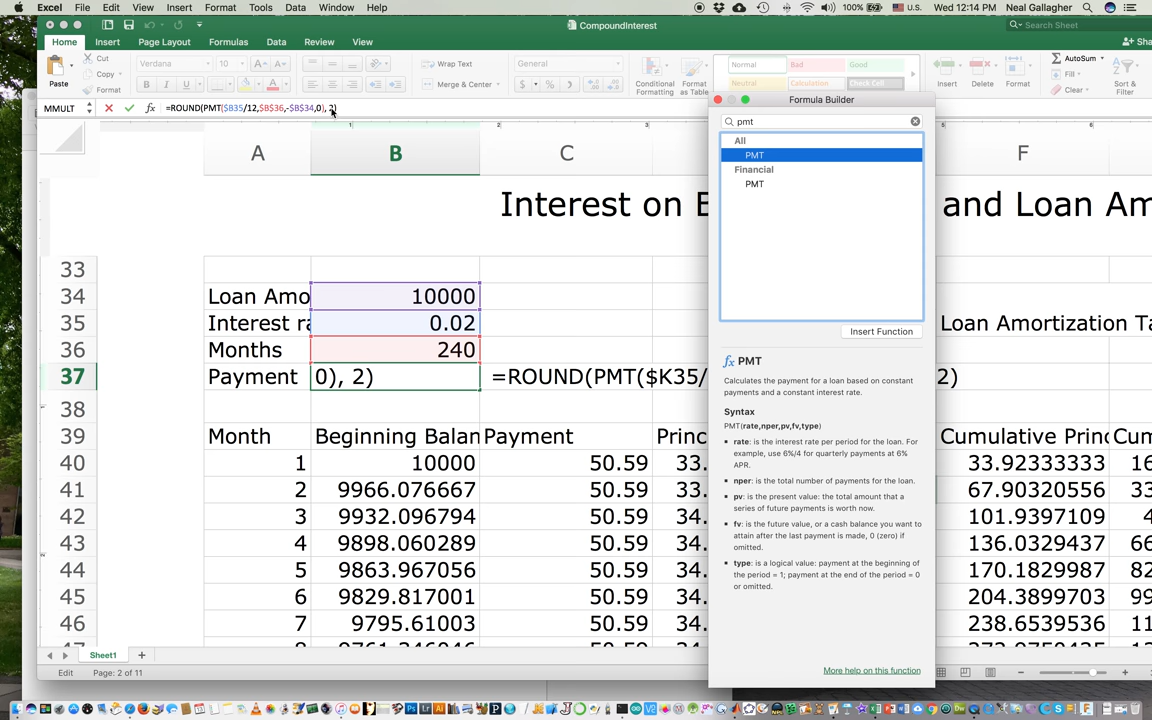 Excel File Edit View Insert Format Tools Data Window Help 100% U.S. Wed 12:14 PM Neal Gallagher
CompoundInterest Search Sheet
Home Insert Page Layout Formulas Data Review View Sha
Paste Cut Copy Format Verdana 10 Wrap Text Merge & Center General Conditional Formatting Format as Table Normal Bad Good Neutral Calculation Check Cell Insert Delete Format AutoSum Fill Clear Sort & Filter
MMULT fx =ROUND(PMT($B35/12,$B$36,-$B$34,0), 2)
A B C F
Interest on B and Loan Am
33
34 Loan Amo 10000
35 Interest ra 0.02 Loan Amortization Ta
36 Months 240
37 Payment 0), 2) =ROUND(PMT($K35/ 2)
38
39 Month Beginning Balan Payment Princ Cumulative Princ Cum
40 1 10000 50.59 33. 33.92333333 16
41 2 9966.076667 50.59 33. 67.90320556 33
42 3 9932.096794 50.59 34. 101.9397109 4
43 4 9898.060289 50.59 34. 136.0329437 66
44 5 9863.967056 50.59 34. 170.1829987 82
45 6 9829.817001 50.59 34. 204.3899703 99
46 7 9795.61003 50.59 34. 238.6539536 11
Sheet1
Edit Page: 2 of 11
Formula Builder
pmt
All
PMT
Financial
PMT
Insert Function
fx PMT
Calculates the payment for a loan based on constant
payments and a constant interest rate.
Syntax
PMT(rate,nper,pv,fv,type)
rate: is the interest rate per period for the loan. For
example, use 6%/4 for quarterly payments at 6%
APR.
nper: is the total number of payments for the loan.
pv: is the present value: the total amount that a
series of future payments is worth now.
fv: is the future value, or a cash balance you want to
attain after the last payment is made, 0 (zero) if
omitted.
type: is a logical value: payment at the beginning of
the period = 1; payment at the end of the period = 0
or omitted.
More help on this function